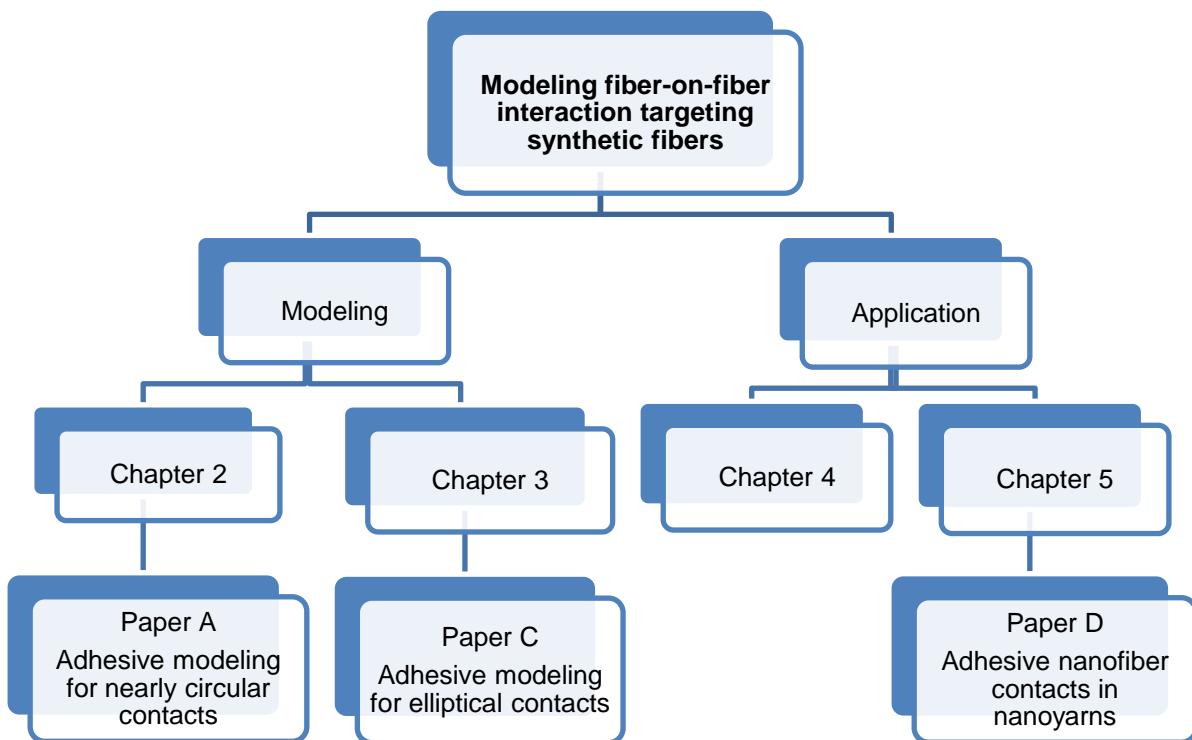 Modeling fiber-on-fiber
interaction targeting
synthetic fibers
Modeling
Application
Chapter 2
Chapter 3
Chapter 4
Chapter 5
Paper A
Adhesive modeling
for nearly circular
contacts
Paper C
Adhesive modeling
for elliptical contacts
Paper D
Adhesive nanofiber
contacts in
nanoyarns